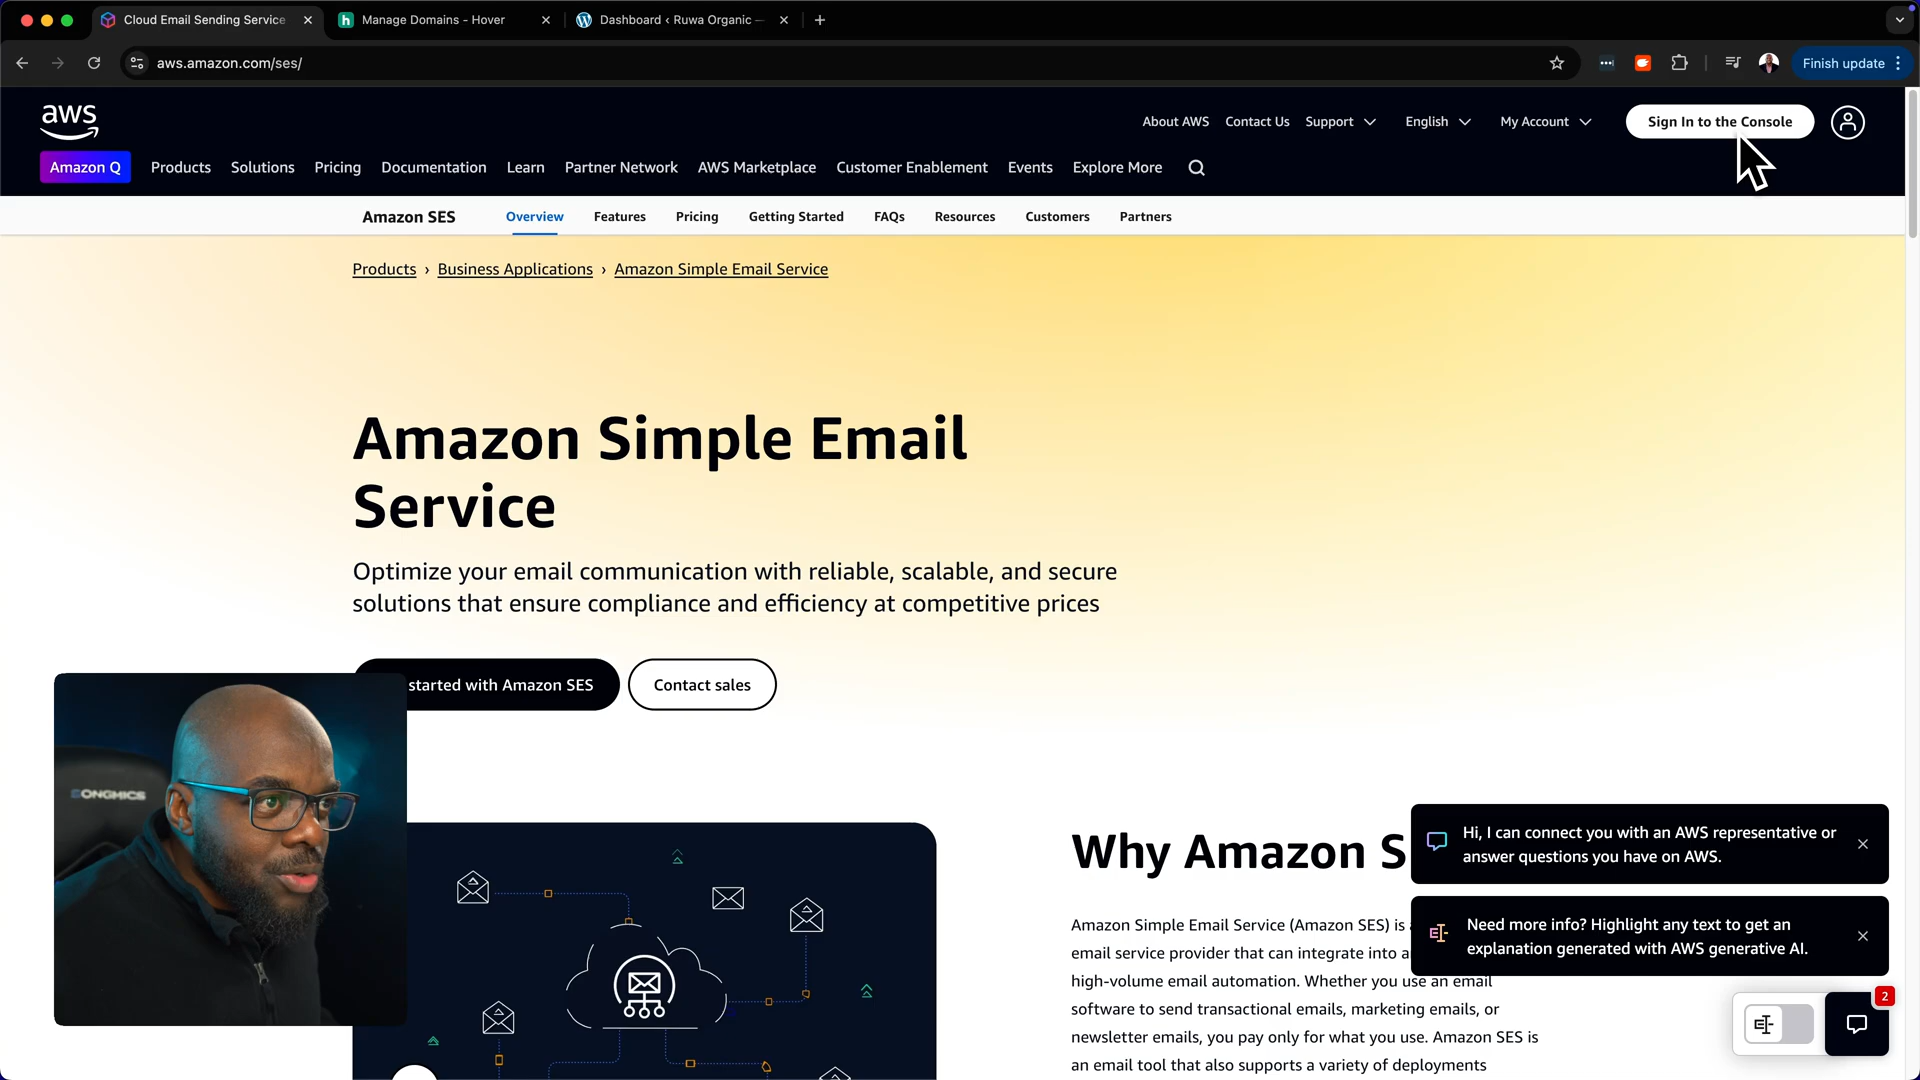 Cloud Email Sending Service
Manage Domains - Hover
Dashboard ‹ Ruwa Organic —
aws.amazon.com/ses/
Finish update
aws
About AWS
Contact Us
Support
English
My Account
Sign In to the Console
Amazon Q
Products
Solutions
Pricing
Documentation
Learn
Partner Network
AWS Marketplace
Customer Enablement
Events
Explore More
Amazon SES
Overview
Features
Pricing
Getting Started
FAQs
Resources
Customers
Partners
Products › Business Applications › Amazon Simple Email Service
Amazon Simple Email
Service
Optimize your email communication with reliable, scalable, and secure
solutions that ensure compliance and efficiency at competitive prices
started with Amazon SES
Contact sales
SONGMICS
Why Amazon S
Amazon Simple Email Service (Amazon SES) is
email service provider that can integrate into a
high-volume email automation. Whether you use an email
software to send transactional emails, marketing emails, or
newsletter emails, you pay only for what you use. Amazon SES is
an email tool that also supports a variety of deployments
Hi, I can connect you with an AWS representative or
answer questions you have on AWS.
Need more info? Highlight any text to get an
explanation generated with AWS generative AI.
2